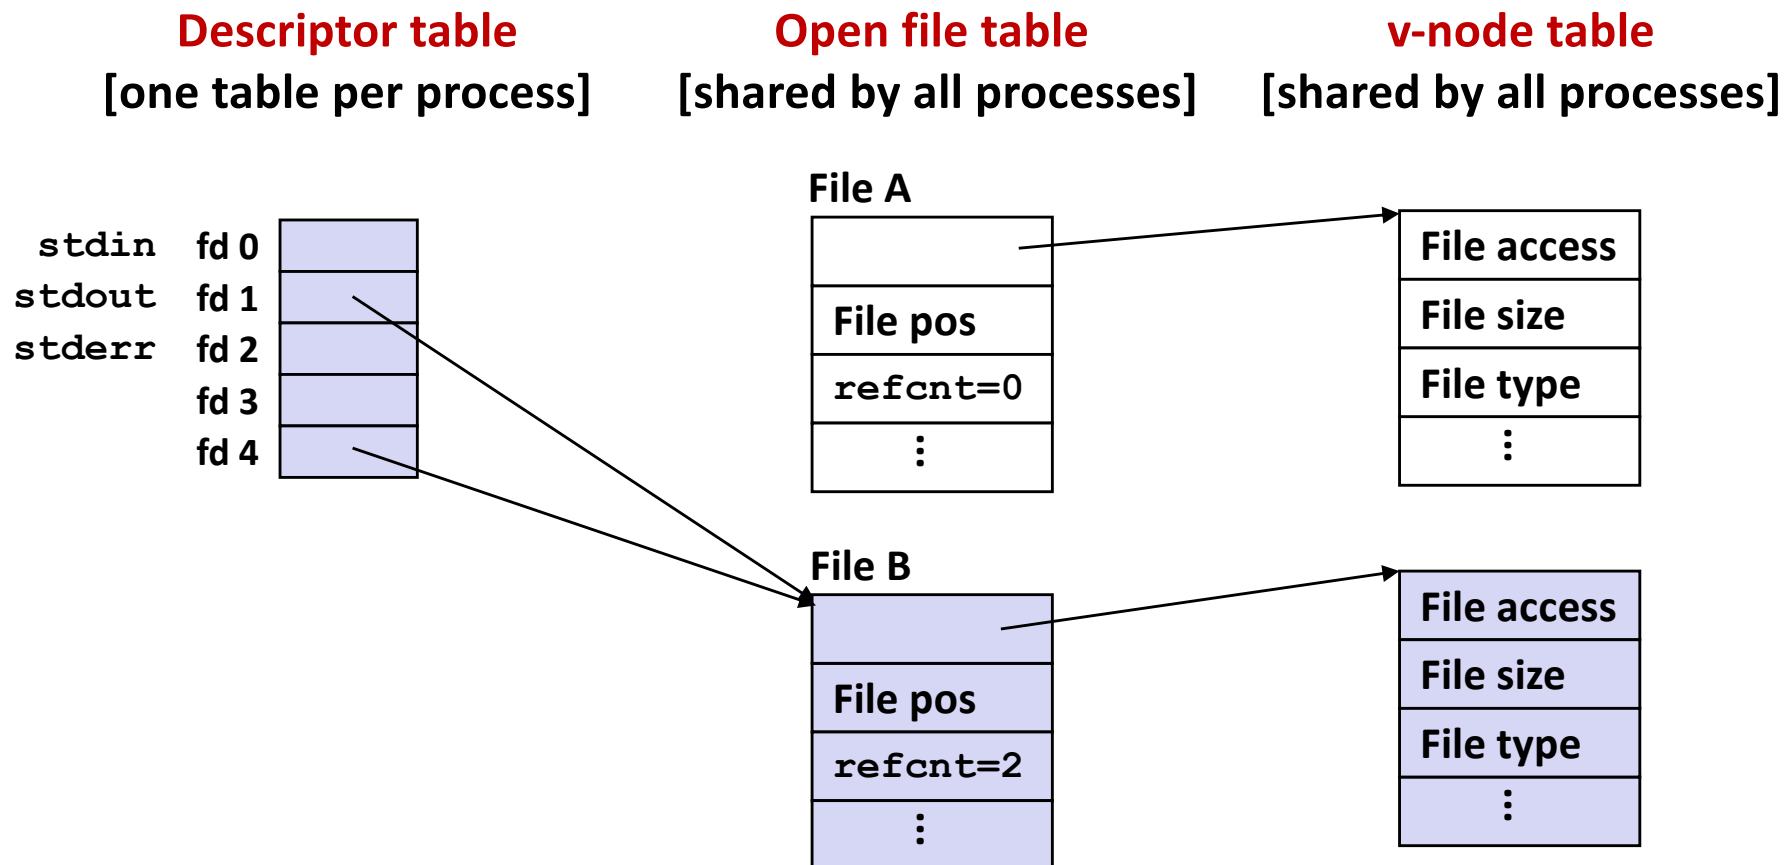 Descriptor table
[one table per process]
Open file table
[shared by all processes]
v-node table
[shared by all processes]
stdin fd 0
stdout fd 1
stderr fd 2
fd 3
fd 4
File A
File pos
refcnt=0
⋮
File access
File size
File type
⋮
File B
File pos
refcnt=2
⋮
File access
File size
File type
⋮